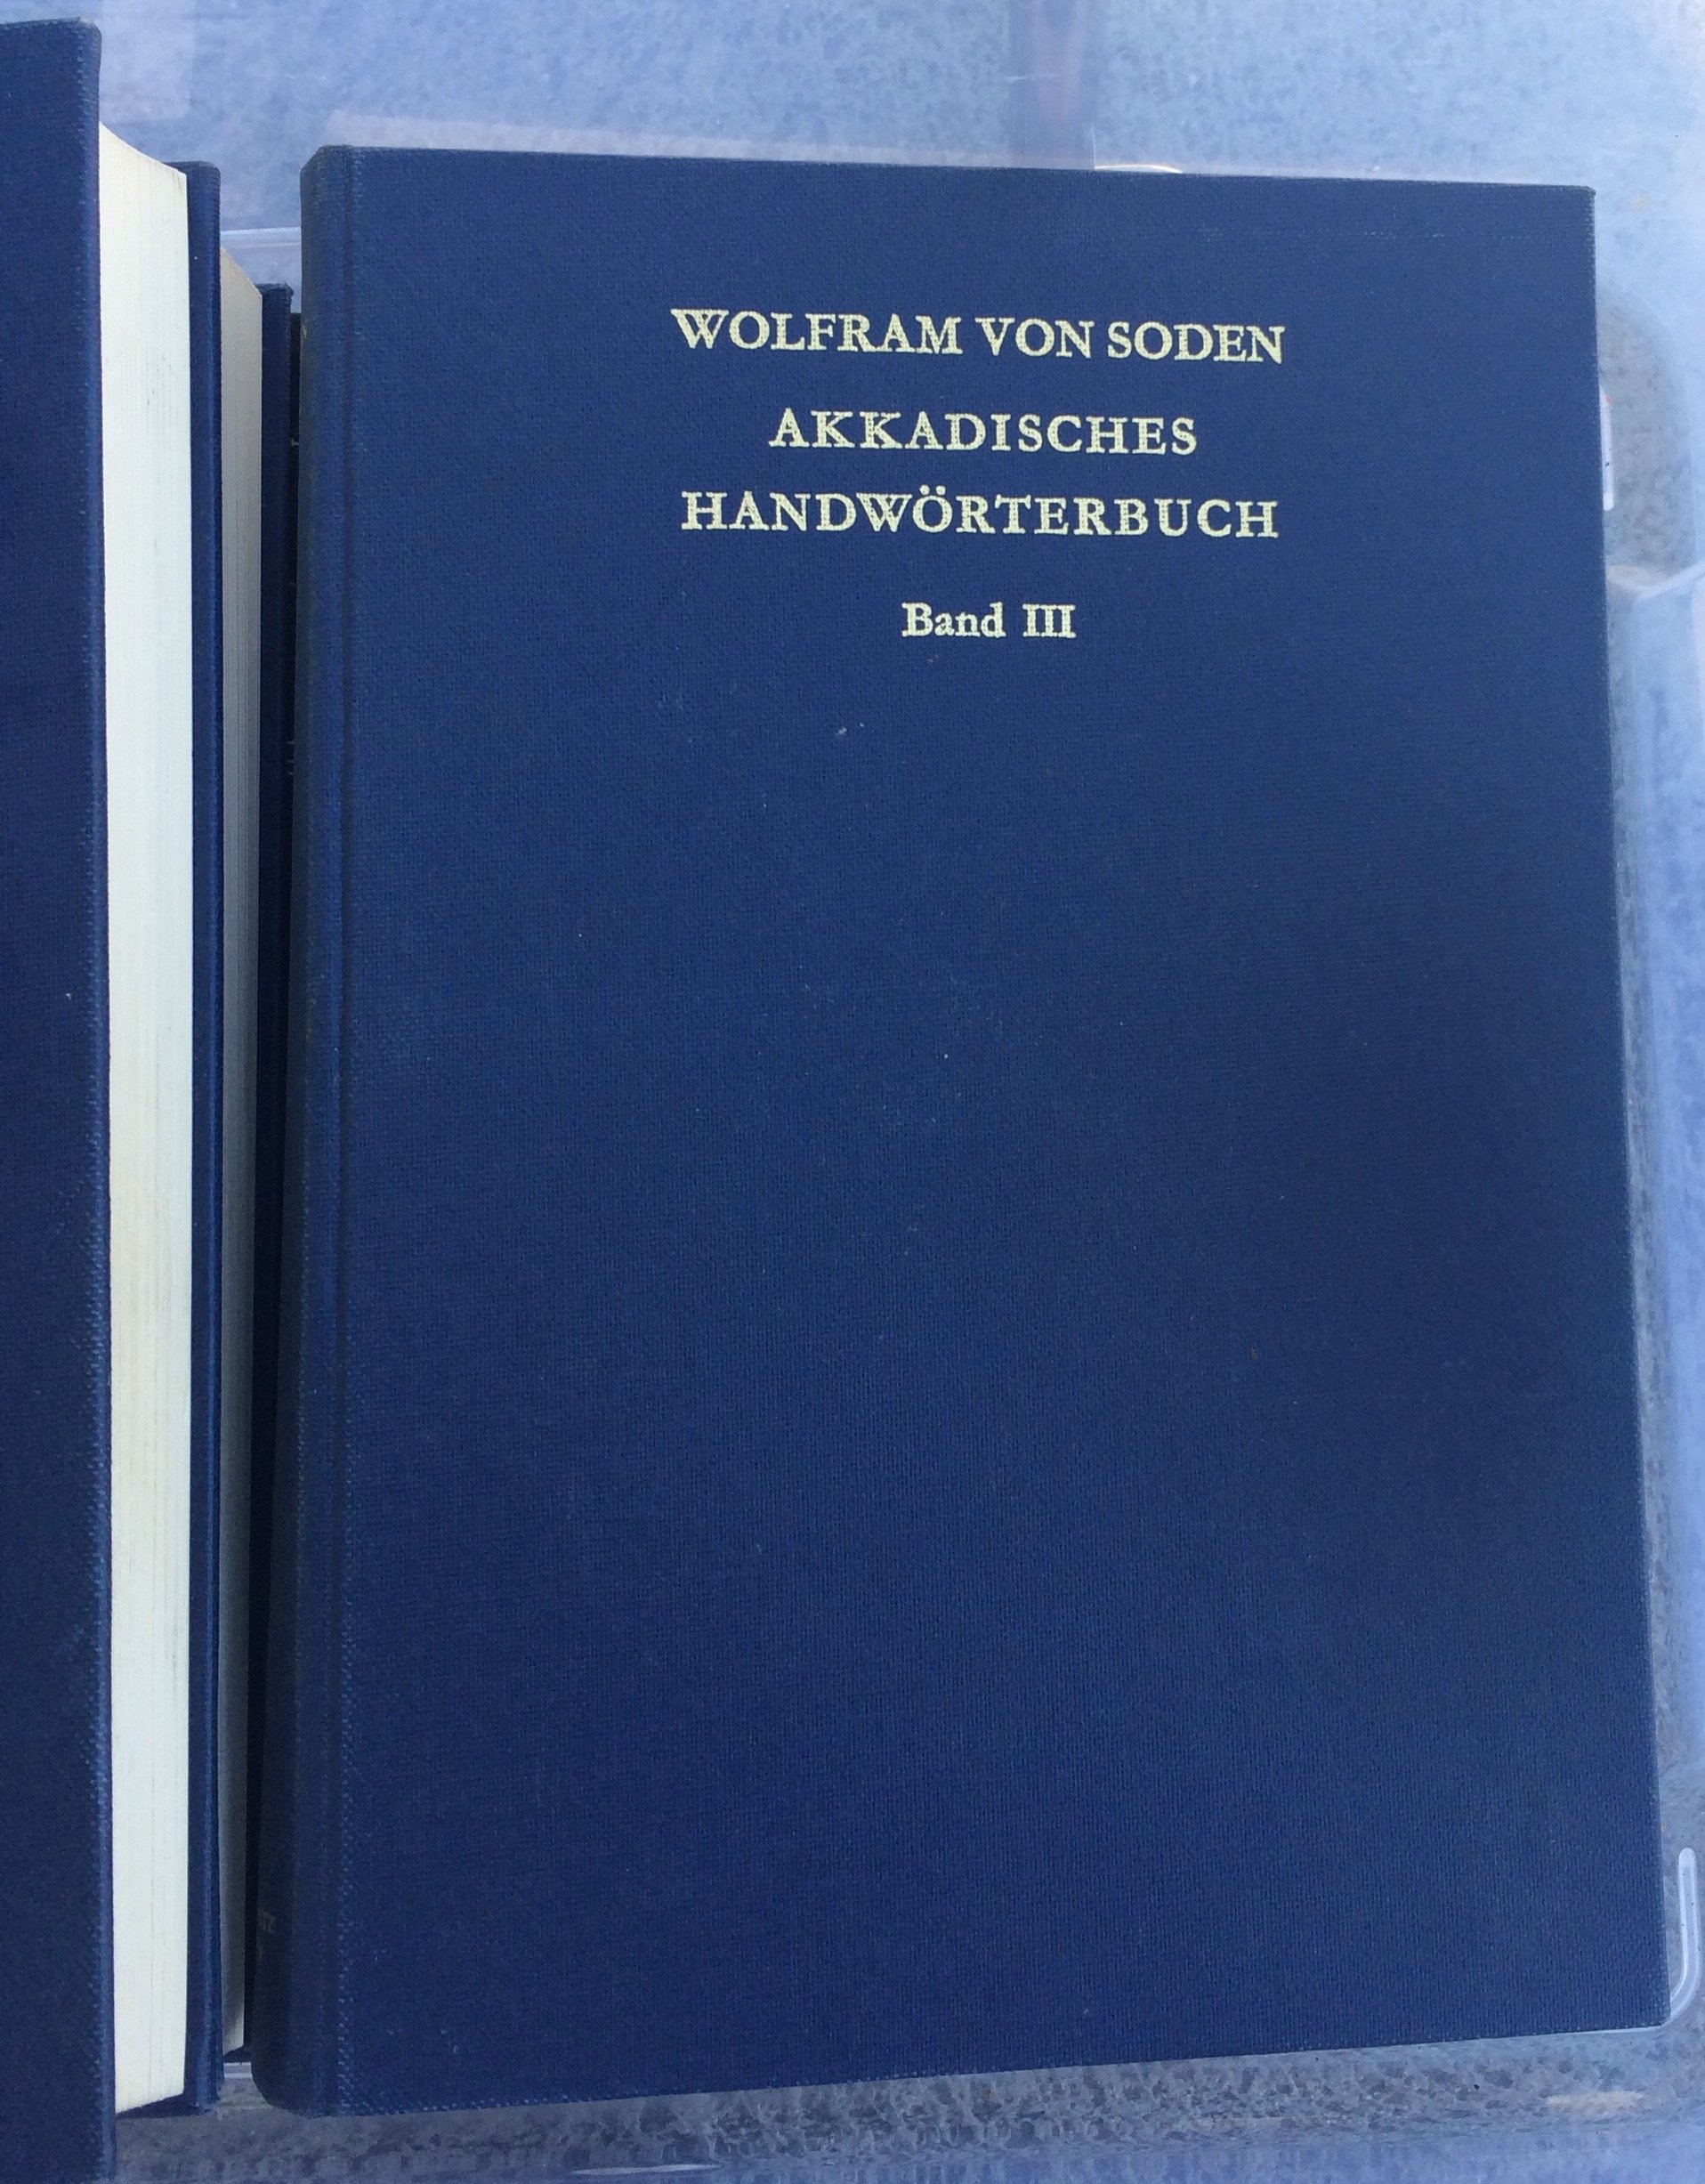 WOLFRAM VON SODEN
AKKADISCHES
HANDWÖRTERBUCH
Band III